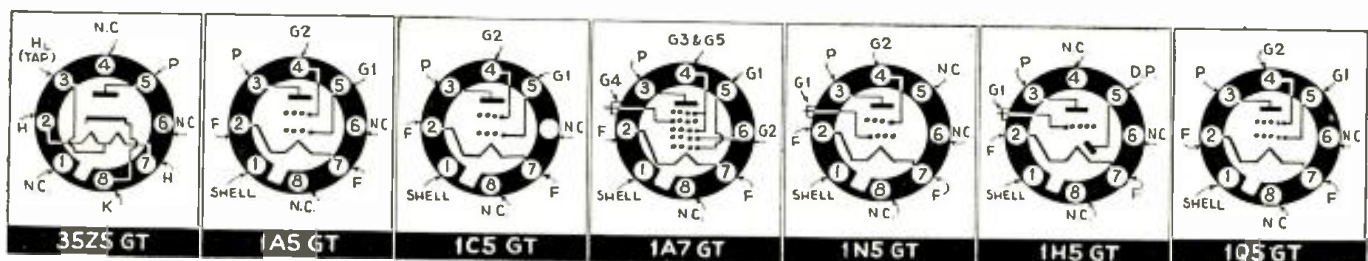 N.C
HL
(TAP)
P
3
4
5
H
2
6
NC
1
8
7
NC
H
K
35Z5 GT
G2
P
G1
3
4
5
F
2
6
NC
1
8
7
SHELL
F
N.C.
1A5 GT
G2
P
G1
3
4
5
F
2
NC
1
8
7
SHELL
F
NC
1C5 GT
G3 & G5
P
G4
G1
3
4
5
F
2
6
G2
1
8
7
SHELL
F
NC
1A7 GT
G2
P
G1
NC
3
4
5
F
2
6
NC
1
8
7
SHELL
F)
NC
1N5 GT
NC
P
D.P.
G1
3
4
5
F
2
6
NC
1
8
7
SHELL
F
NC
1H5 GT
G2
P
G1
3
4
5
F
2
6
NC
1
8
7
SHELL
F
NC
1Q5 GT